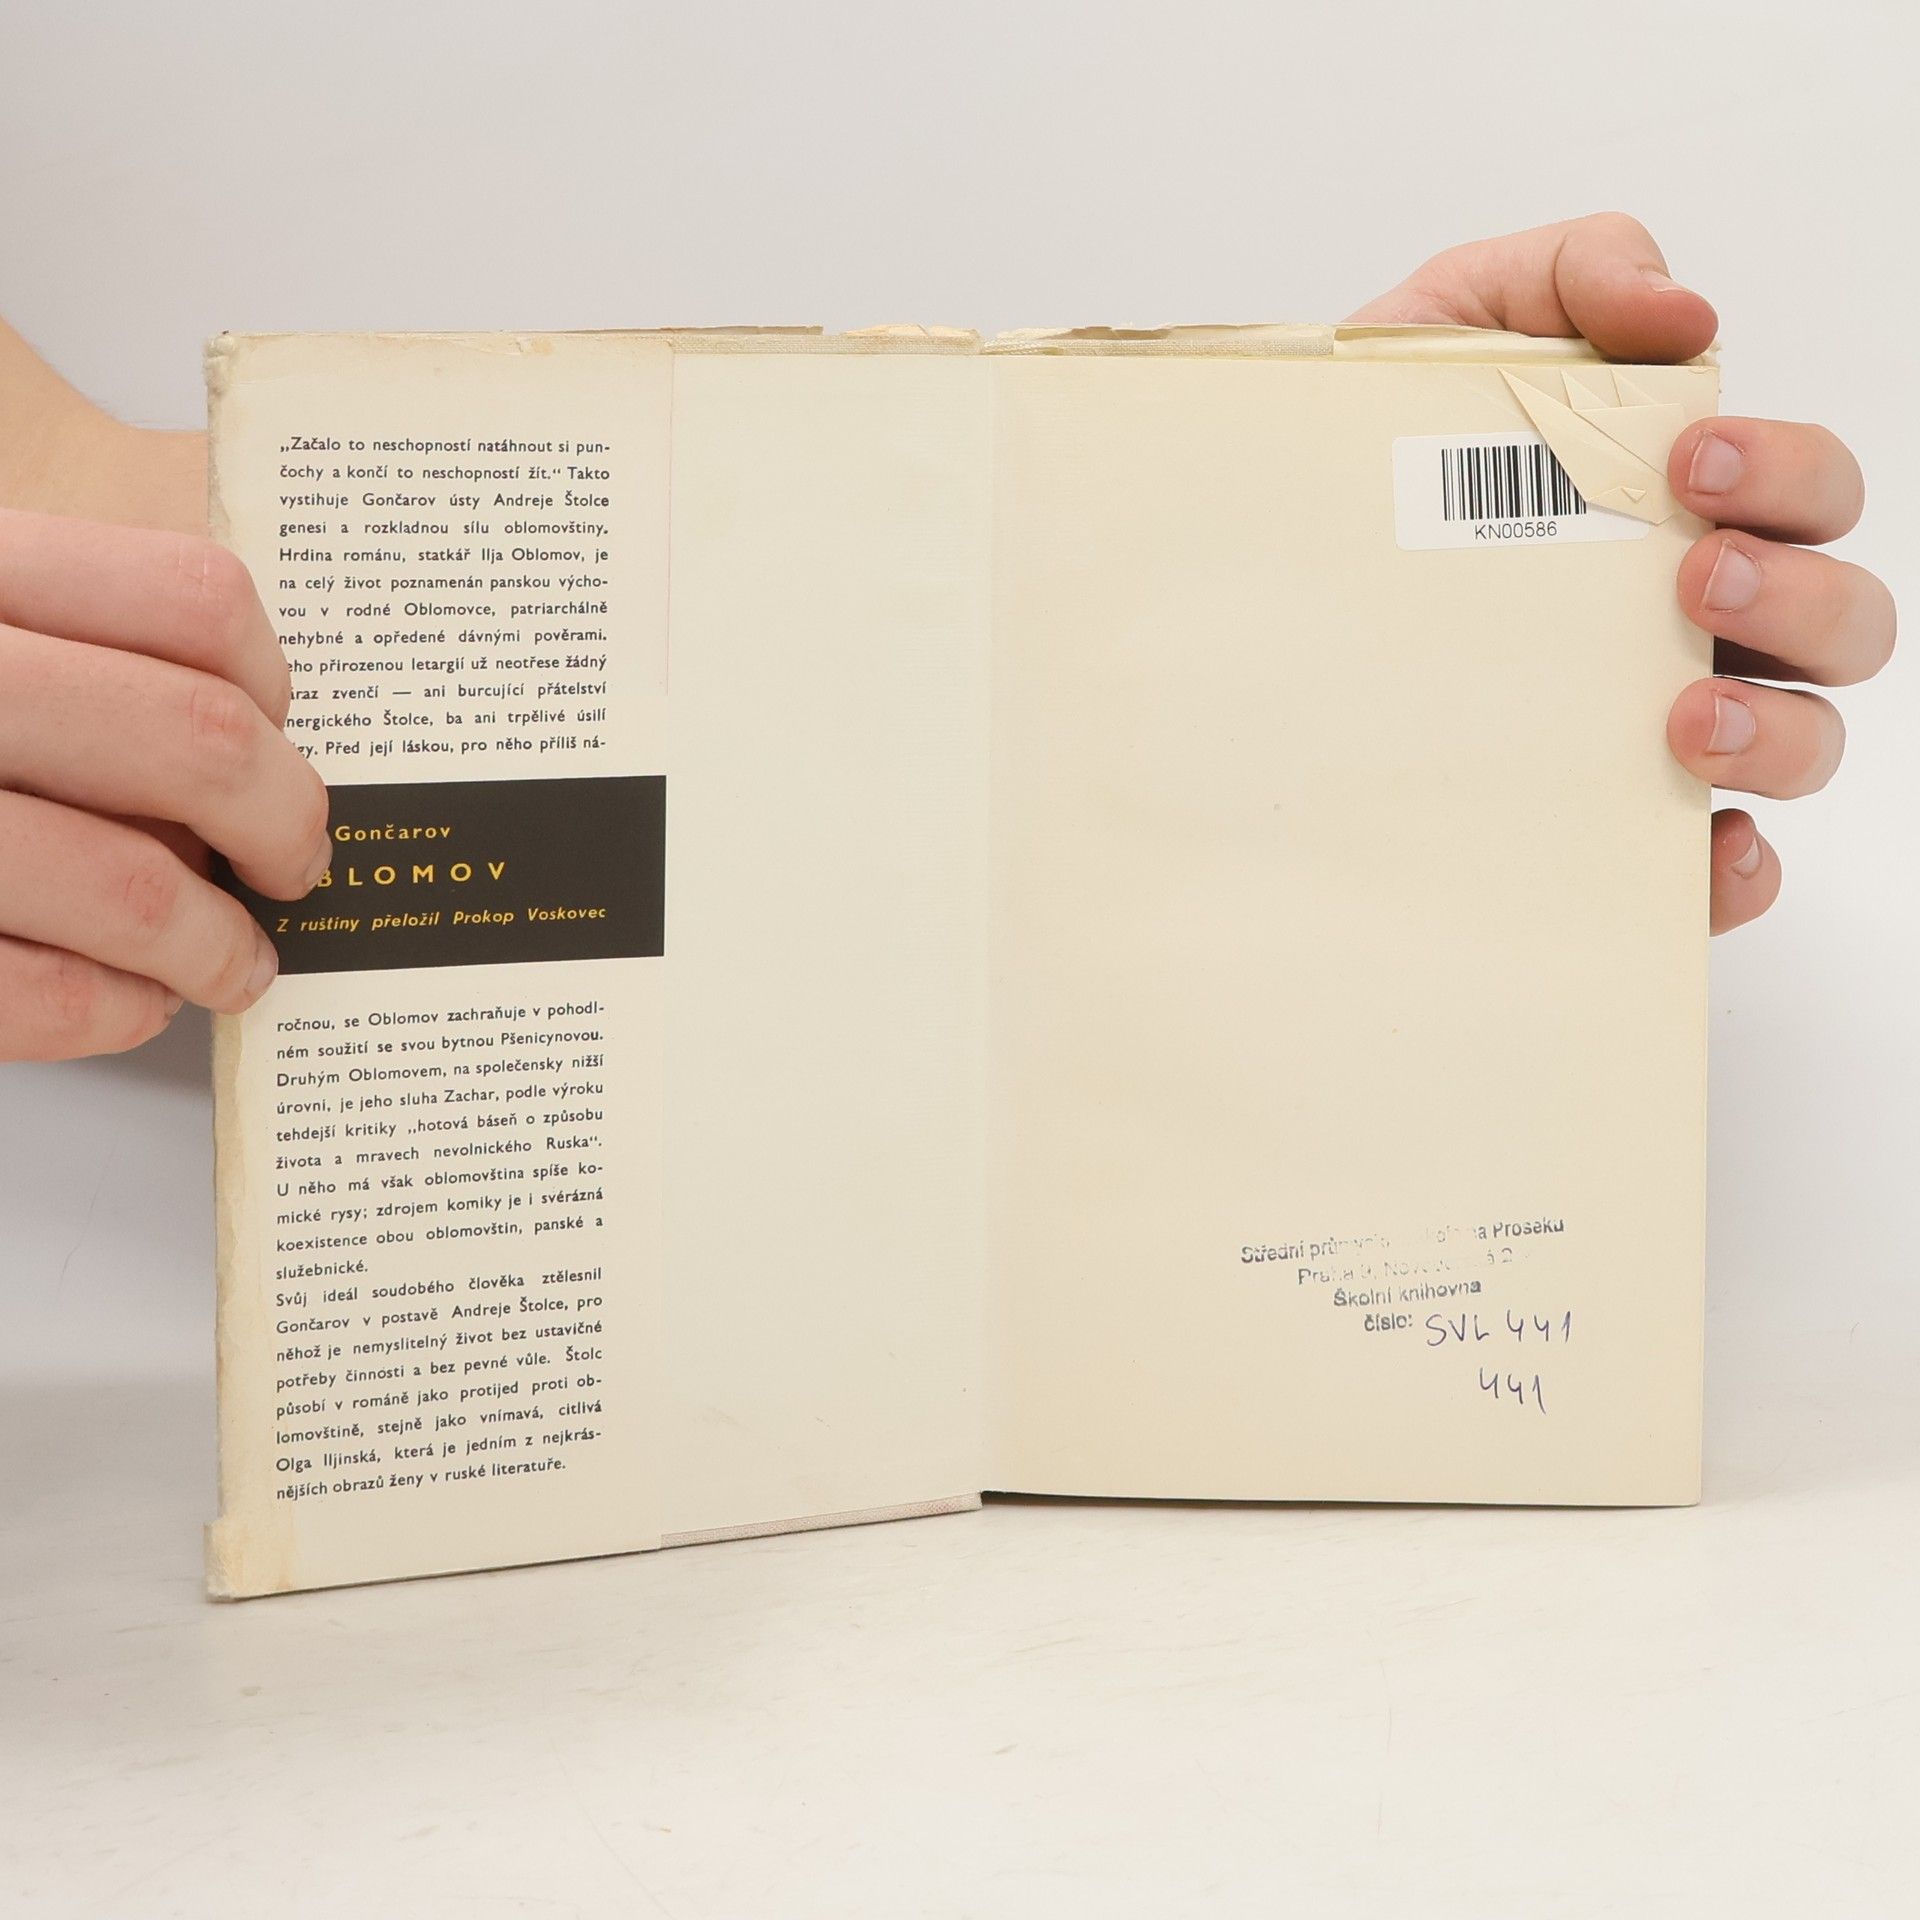 „Začalo to neschopností natáhnout si pun-
čochy a končí to neschopností žít.“ Takto
vystihuje Gončarov ústy Andreje Štolce
genesi a rozkladnou sílu oblomovštiny.
Hrdina románu, statkář Ilja Oblomov, je
na celý život poznamenán panskou výcho-
vou v rodné Oblomovce, patriarchálně
nehybné a opředené dávnými pověrami.
eho přirozenou letargií už neotřese žádný
áraz zvenčí — ani burcující přátelství
nergického Štolce, ba ani trpělivé úsilí
gy. Před její láskou, pro něho příliš ná-
Gončarov
BLOMOV
Z ruštiny přeložil Prokop Voskovec
ročnou, se Oblomov zachraňuje v pohodl-
ném soužití se svou bytnou Pšenicynovou.
Druhým Oblomovem, na společensky nižší
úrovni, je jeho sluha Zachar, podle výroku
tehdejší kritiky „hotová báseň o způsobu
života a mravech nevolnického Ruska“.
U něho má však oblomovština spíše ko-
mické rysy; zdrojem komiky je i svérázná
koexistence obou oblomovštin, panské a
služebnické.
Svůj ideál soudobého člověka ztělesnil
Gončarov v postavě Andreje Štolce, pro
něhož je nemyslitelný život bez ustavičné
potřeby činnosti a bez pevné vůle. Štolc
působí v románě jako protijed proti ob-
lomovštině, stejně jako vnímavá, citlivá
Olga Iljinská, která je jedním z nejkrás-
nějších obrazů ženy v ruské literatuře.
KN00586
Střední na Proseku
Praha 9,
Školní knihovna
číslo: SVL 441
441